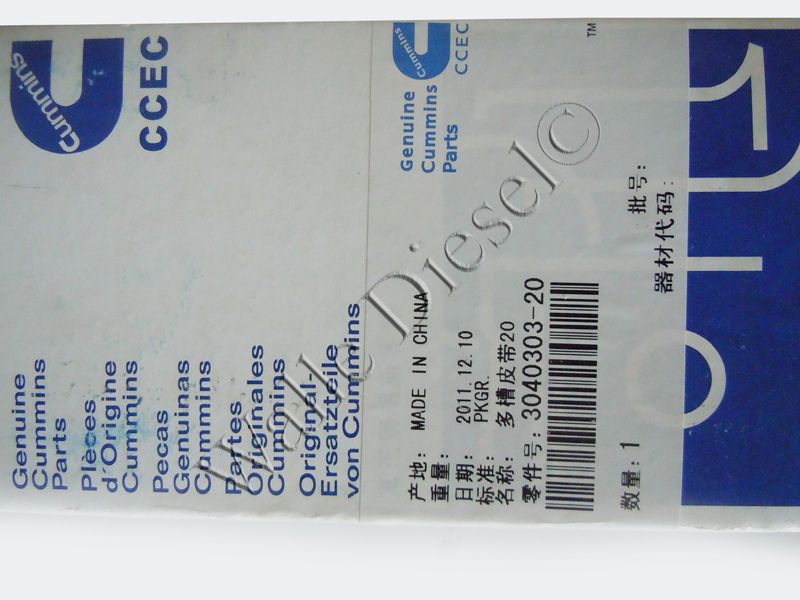 Cummins
CCEC
Genuine
Cummins
Parts
Pièces
d'Origine
Cummins
Pecas
Genuinas
Cummins
Partes
Originales
Cummins
Original-
Ersatzteile
von Cummins
Cummins
CCEC
Genuine
Cummins
Parts
TM
产地: MADE IN CHINA
重量:
日期: 2011.12.10
标准: PKGR.
名称: 多槽皮带20
零件号: 3040303-20
数量: 1
批号:
器材代码:
Walle Diesel©